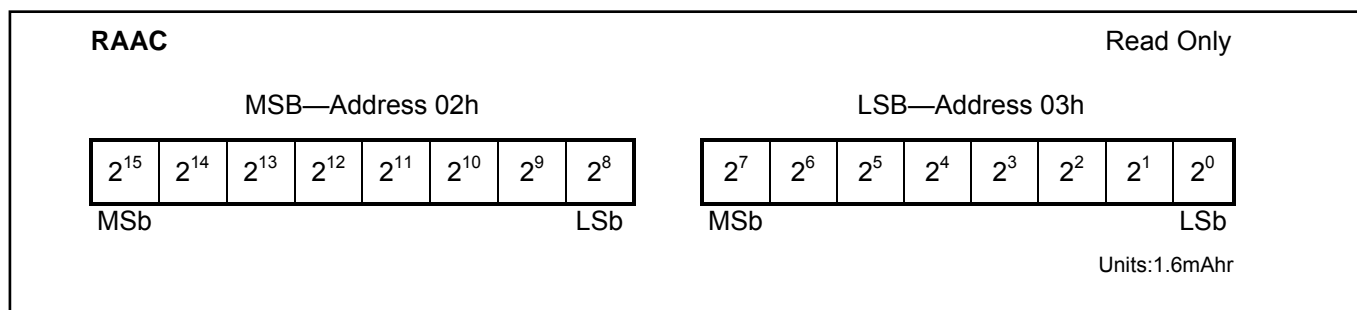 RAAC Read Only
MSB—Address 02h LSB—Address 03h
2^15 2^14 2^13 2^12 2^11 2^10 2^9 2^8 2^7 2^6 2^5 2^4 2^3 2^2 2^1 2^0
MSb LSb MSb LSb
Units:1.6mAhr